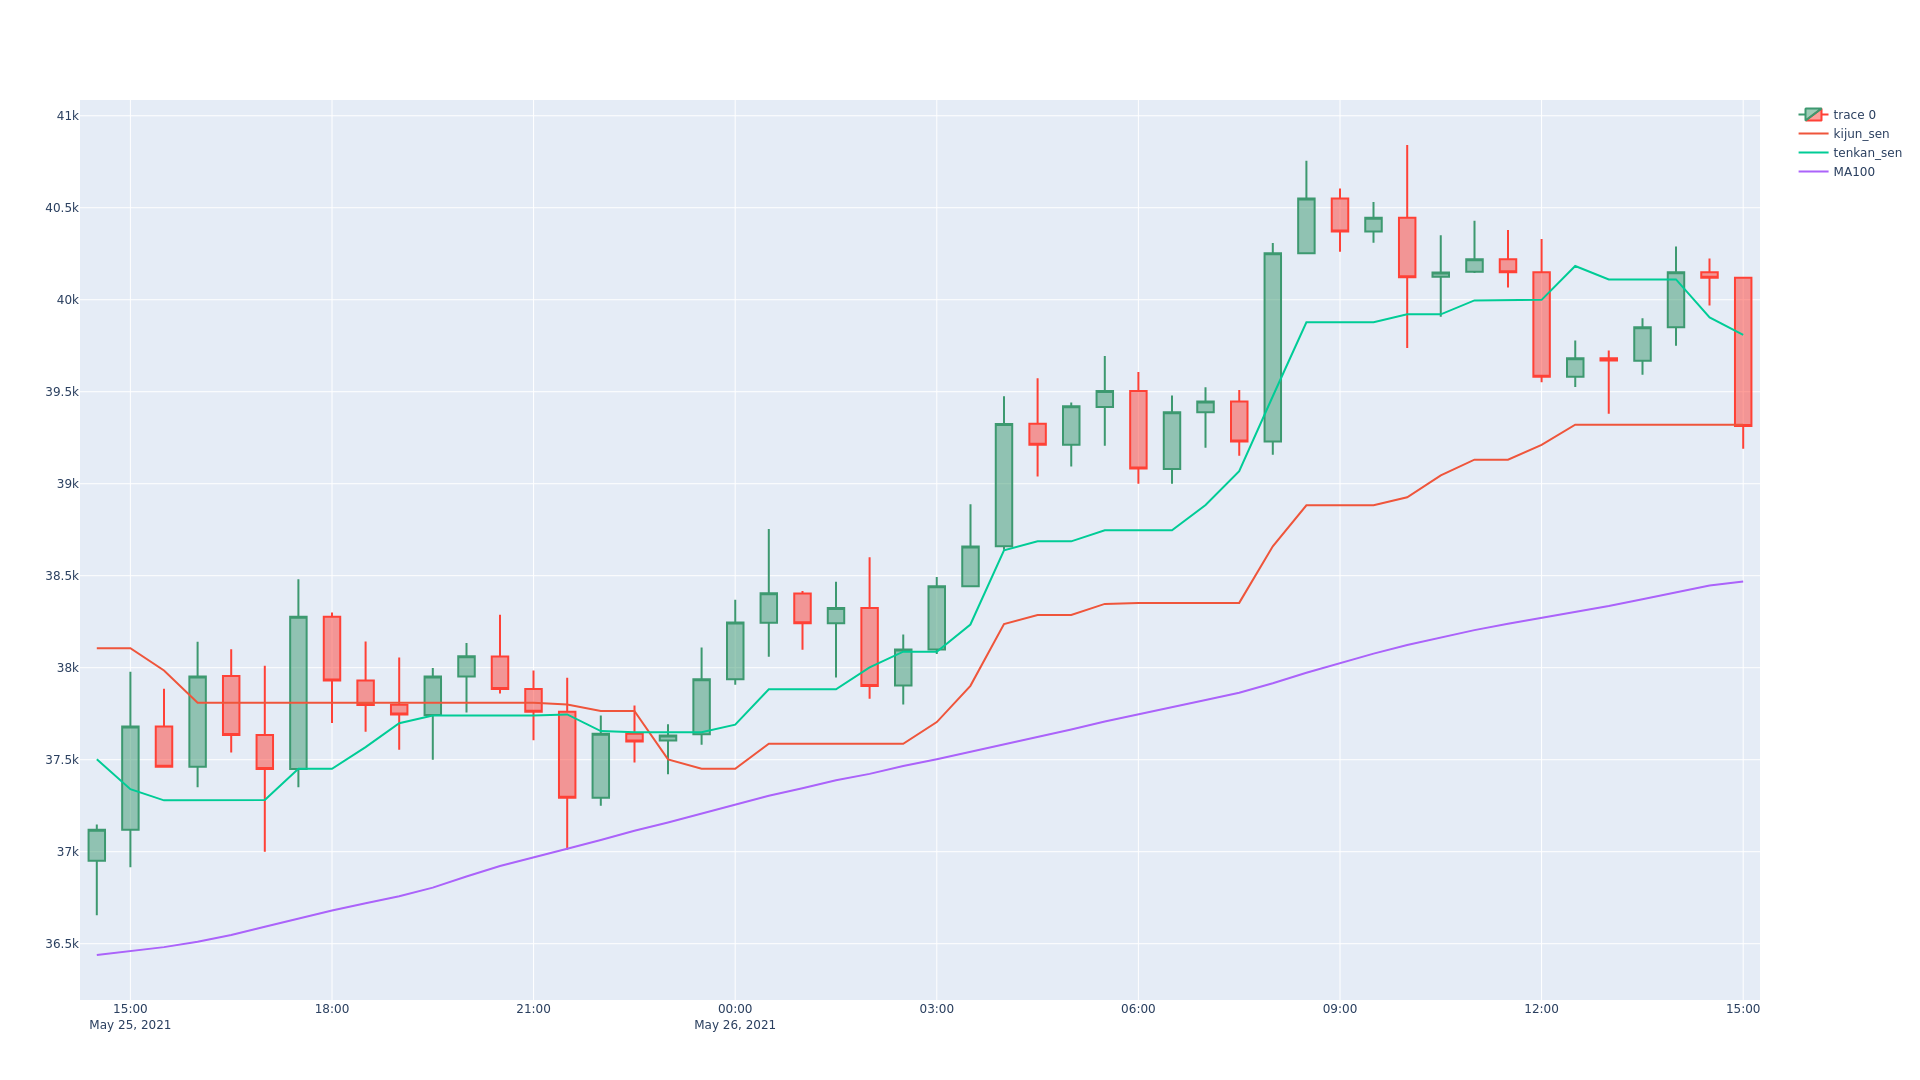 41k
40.5k
40k
39.5k
39k
38.5k
38k
37.5k
37k
36.5k
15:00 18:00 21:00 00:00 03:00 06:00 09:00 12:00 15:00
May 25, 2021 May 26, 2021
trace 0
kijun_sen
tenkan_sen
MA100